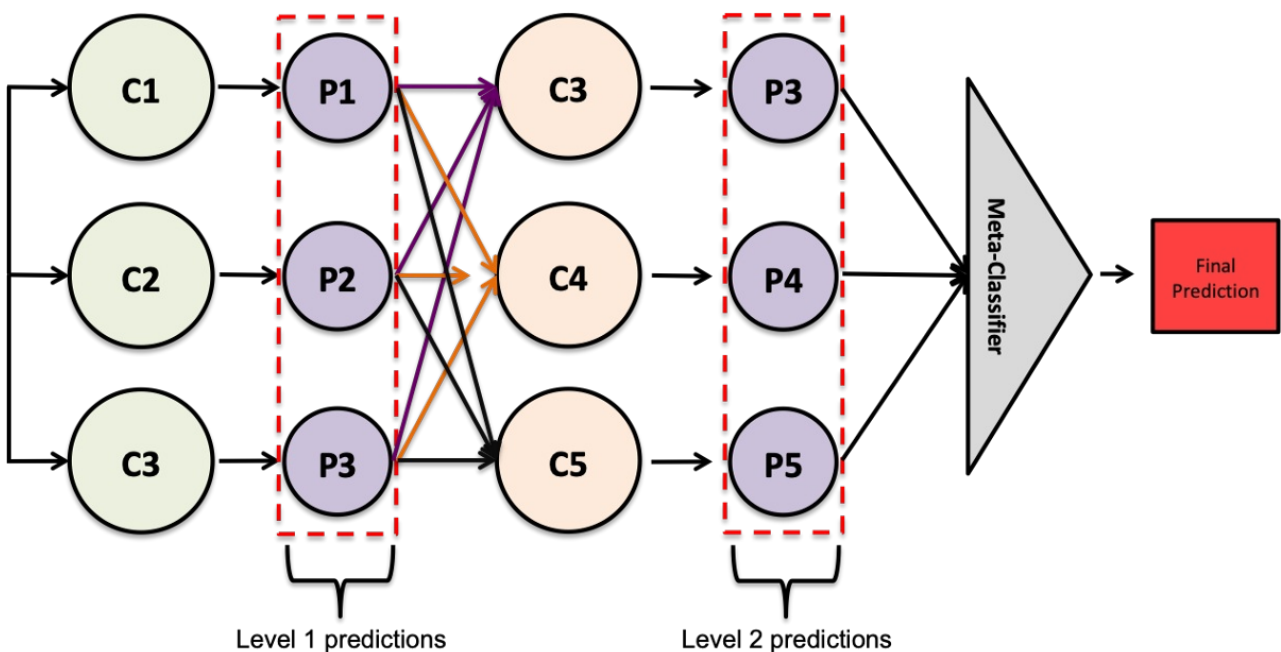 C1
P1
C3
P3
C2
P2
C4
P4
Meta-Classifier
Final
Prediction
C3
P3
C5
P5
Level 1 predictions
Level 2 predictions